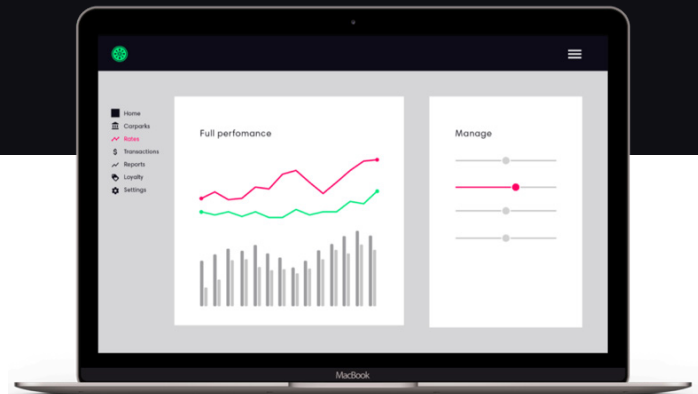 Home
Carparks
Rates
Transactions
Reports
Loyalty
Settings
Full perfomance
Manage
MacBook